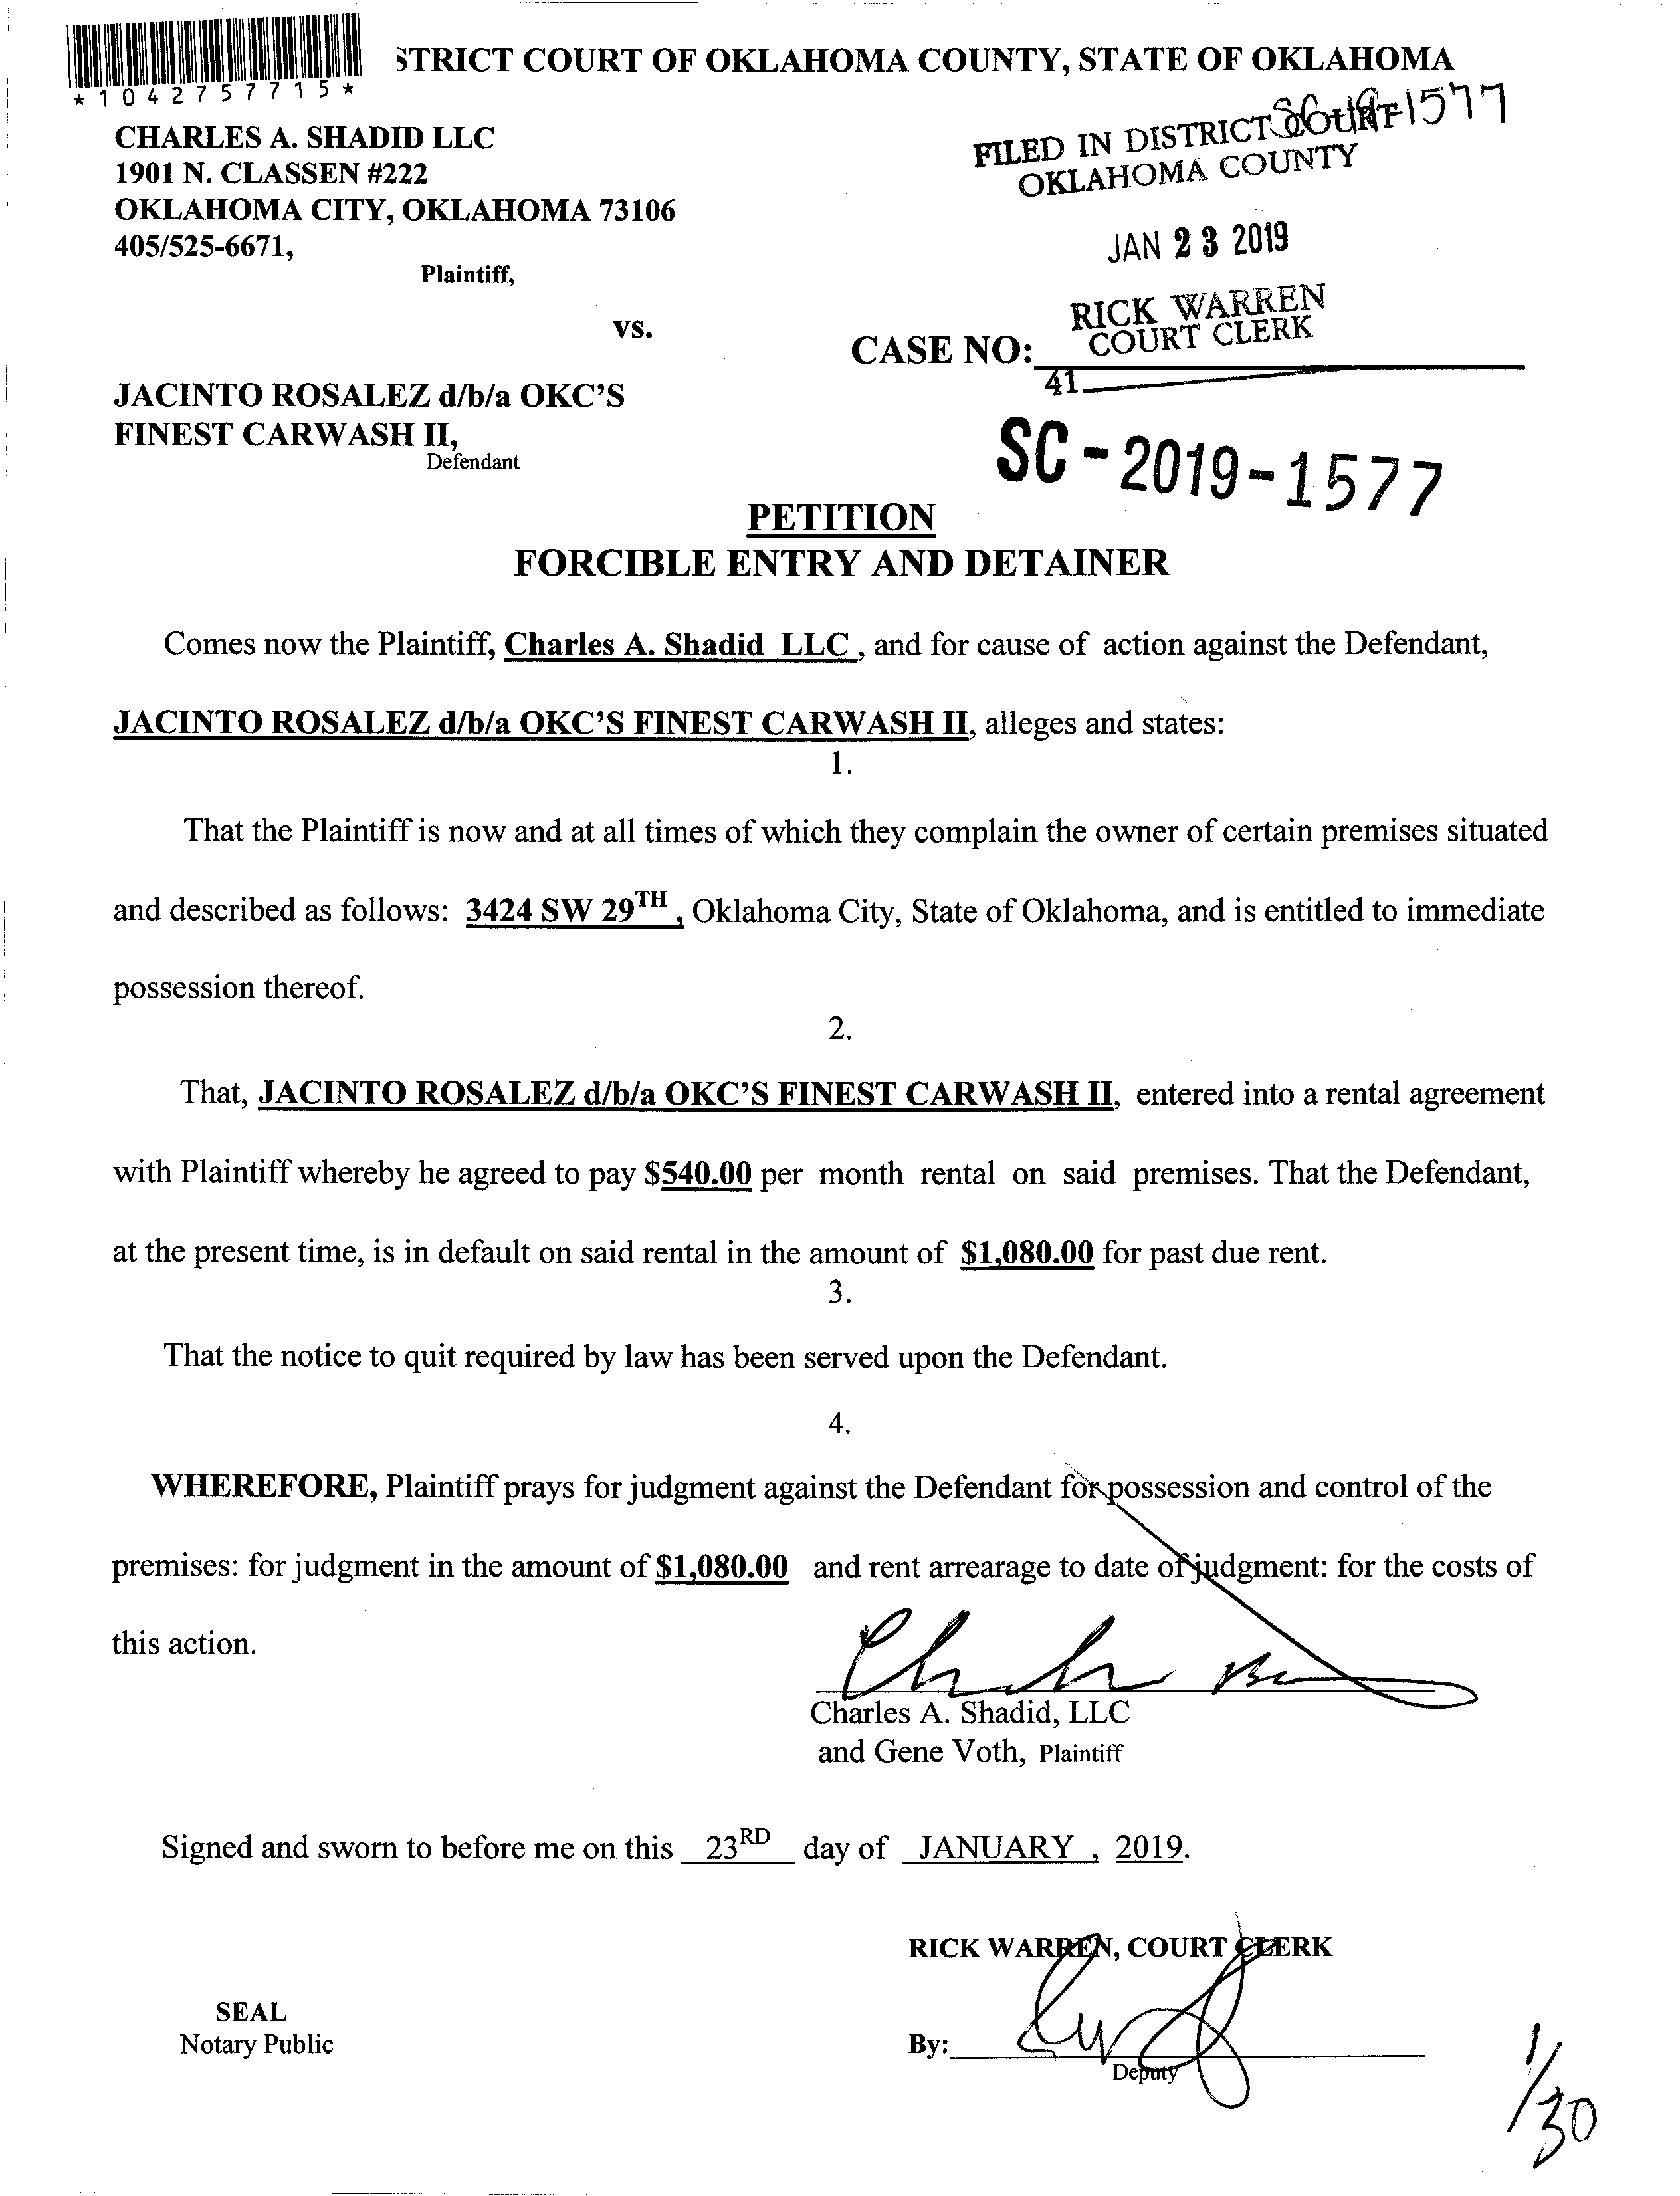 STRICT COURT OF OKLAHOMA COUNTY, STATE OF OKLAHOMA
*1042757715*
CHARLES A. SHADID LLC
1901 N. CLASSEN #222
OKLAHOMA CITY, OKLAHOMA 73106
405/525-6671,
Plaintiff,
vs.
JACINTO ROSALEZ d/b/a OKC'S
FINEST CARWASH II,
Defendant
SC-19-1577
FILED IN DISTRICT COURT
OKLAHOMA COUNTY
JAN 23 2019
RICK WARREN
COURT CLERK
CASE NO:
41
SC-2019-1577
PETITION
FORCIBLE ENTRY AND DETAINER
Comes now the Plaintiff, Charles A. Shadid LLC , and for cause of action against the Defendant,
JACINTO ROSALEZ d/b/a OKC'S FINEST CARWASH II, alleges and states:
1.
That the Plaintiff is now and at all times of which they complain the owner of certain premises situated
and described as follows: 3424 SW 29TH , Oklahoma City, State of Oklahoma, and is entitled to immediate
possession thereof.
2.
That, JACINTO ROSALEZ d/b/a OKC'S FINEST CARWASH II, entered into a rental agreement
with Plaintiff whereby he agreed to pay $540.00 per month rental on said premises. That the Defendant,
at the present time, is in default on said rental in the amount of $1,080.00 for past due rent.
3.
That the notice to quit required by law has been served upon the Defendant.
4.
WHEREFORE, Plaintiff prays for judgment against the Defendant for possession and control of the
premises: for judgment in the amount of $1,080.00 and rent arrearage to date of judgment: for the costs of
this action.
Charles A. Shadid, LLC
and Gene Voth, Plaintiff
Signed and sworn to before me on this 23RD day of JANUARY , 2019.
RICK WARREN, COURT CLERK
SEAL
Notary Public
By:
Deputy
1/30